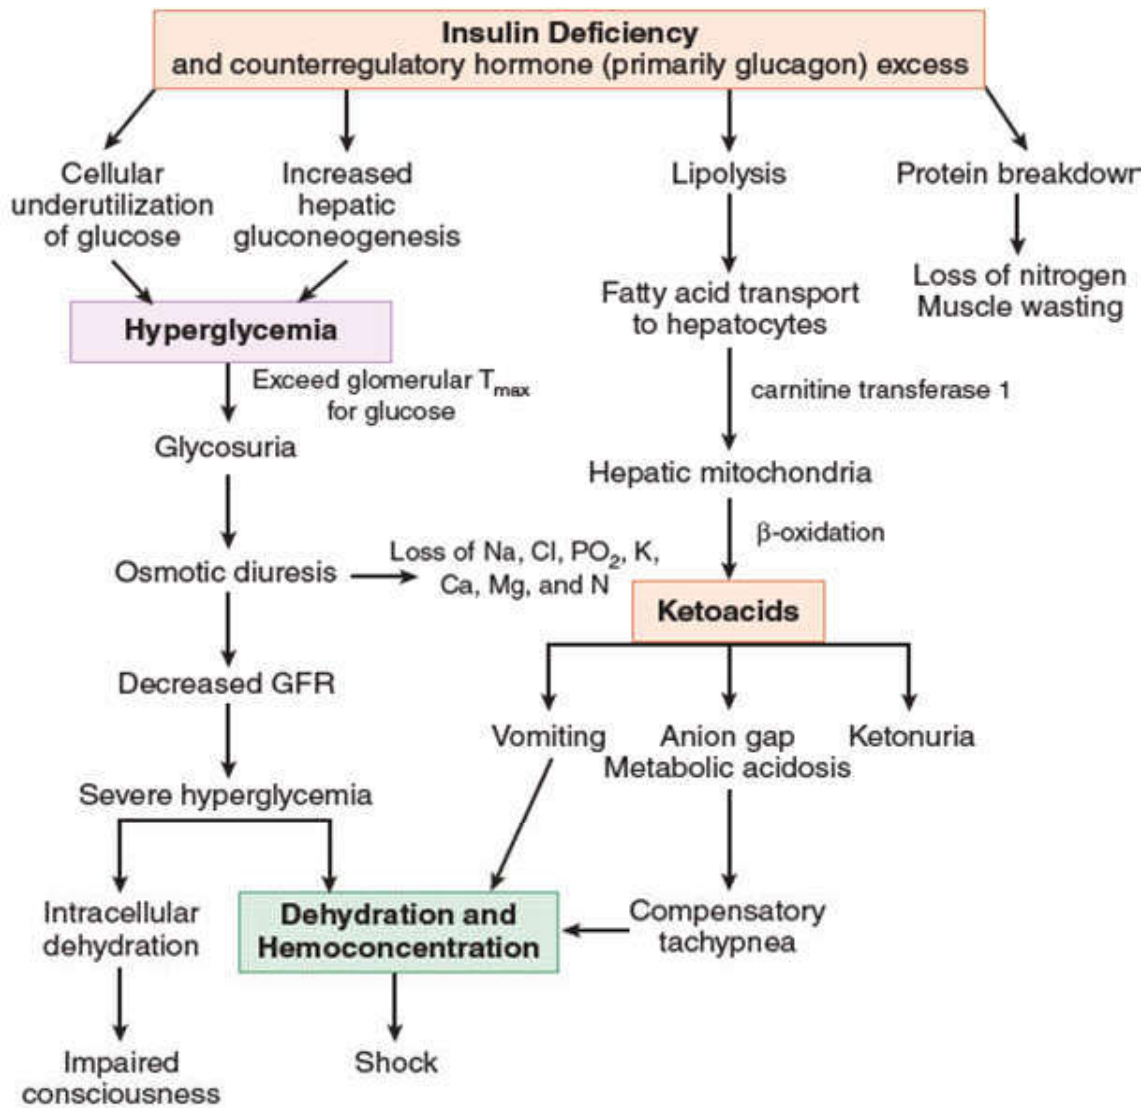 Insulin Deficiency
and counterregulatory hormone (primarily glucagon) excess
Cellular
underutilization
of glucose
Increased
hepatic
gluconeogenesis
Lipolysis
Protein breakdown
Loss of nitrogen
Muscle wasting
Fatty acid transport
to hepatocytes
Hyperglycemia
Exceed glomerular Tmax
for glucose
carnitine transferase 1
Glycosuria
Hepatic mitochondria
β-oxidation
Osmotic diuresis
Loss of Na, Cl, PO2, K,
Ca, Mg, and N
Ketoacids
Decreased GFR
Vomiting
Anion gap
Metabolic acidosis
Ketonuria
Severe hyperglycemia
Intracellular
dehydration
Dehydration and
Hemoconcentration
Compensatory
tachypnea
Impaired
consciousness
Shock